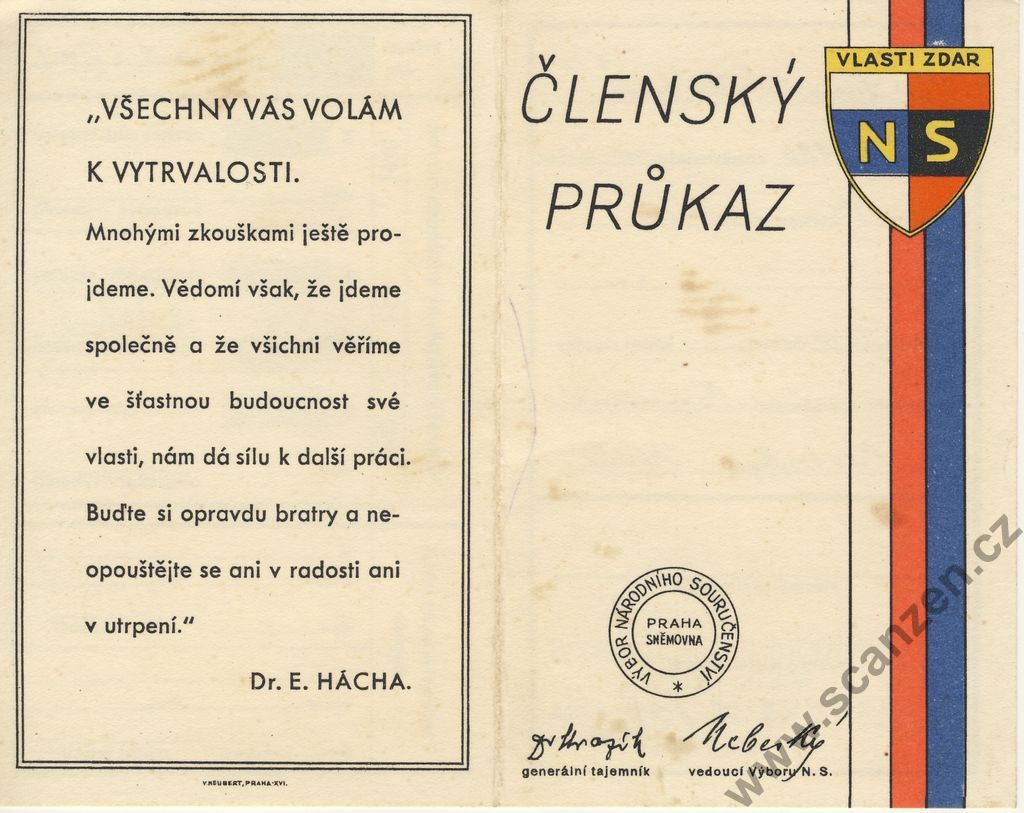 „VŠECHNY VÁS VOLÁM
K VYTRVALOSTI.
Mnohými zkouškami ještě pro-
jdeme. Vědomí však, že jdeme
společně a že všichni věříme
ve šťastnou budoucnost své
vlasti, nám dá sílu k další práci.
Buďte si opravdu bratry a ne-
opouštějte se ani v radosti ani
v utrpení.“
Dr. E. HÁCHA.
V. NEUBERT, PRAHA-XVI.
ČLENSKÝ
PRŮKAZ
VLASTI ZDAR
N S
VÝBOR NÁRODNÍHO SOURUČENSTVÍ
PRAHA
SNĚMOVNA
generální tajemník
vedoucí Výboru N. S.
www.scanzen.cz